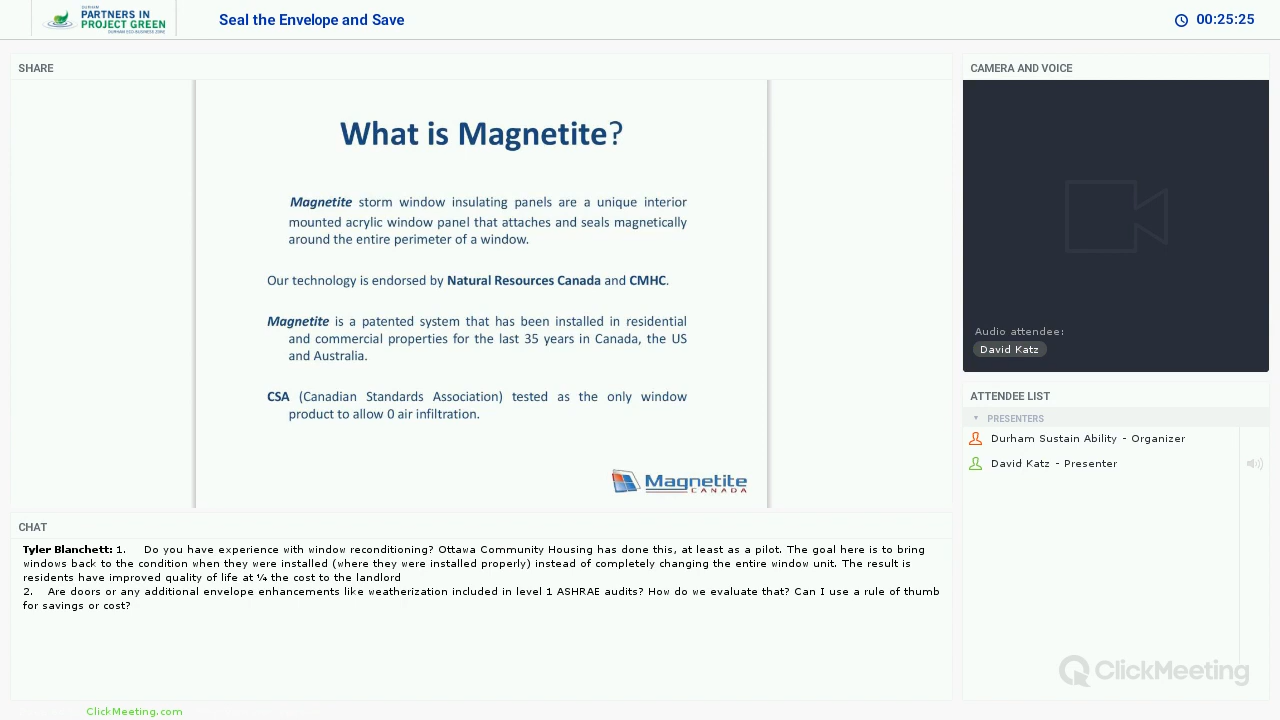 DURHAM
PARTNERS IN
PROJECT GREEN
DURHAM ECO-BUSINESS ZONE
Seal the Envelope and Save
00:25:25
SHARE
What is Magnetite?
Magnetite storm window insulating panels are a unique interior
mounted acrylic window panel that attaches and seals magnetically
around the entire perimeter of a window.
Our technology is endorsed by Natural Resources Canada and CMHC.
Magnetite is a patented system that has been installed in residential
and commercial properties for the last 35 years in Canada, the US
and Australia.
CSA (Canadian Standards Association) tested as the only window
product to allow 0 air infiltration.
Magnetite
CANADA
CAMERA AND VOICE
Audio attendee:
David Katz
ATTENDEE LIST
PRESENTERS
Durham Sustain Ability - Organizer
David Katz - Presenter
CHAT
Tyler Blanchett: 1. Do you have experience with window reconditioning? Ottawa Community Housing has done this, at least as a pilot. The goal here is to bring
windows back to the condition when they were installed (where they were installed properly) instead of completely changing the entire window unit. The result is
residents have improved quality of life at ¼ the cost to the landlord
2. Are doors or any additional envelope enhancements like weatherization included in level 1 ASHRAE audits? How do we evaluate that? Can I use a rule of thumb
for savings or cost?
ClickMeeting
ClickMeeting.com